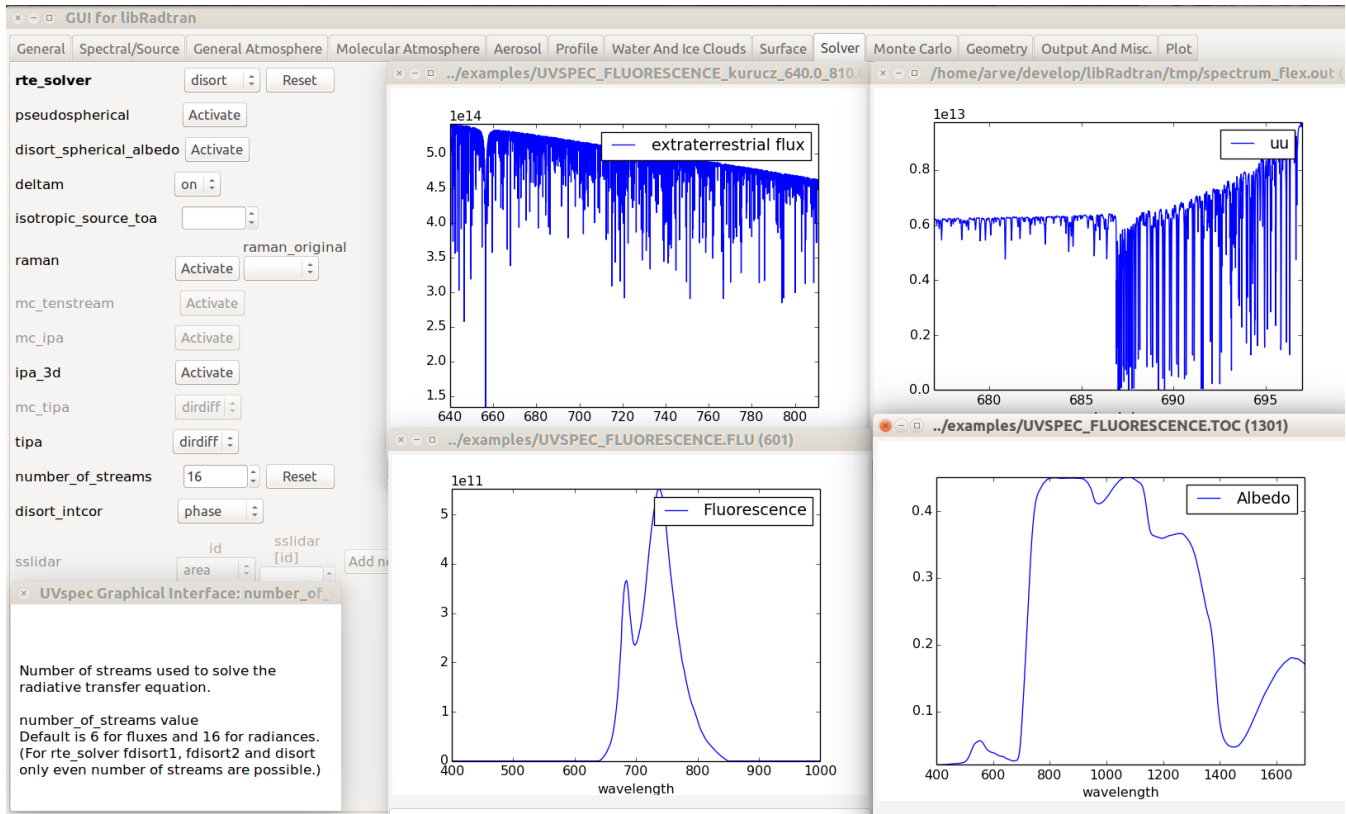 GUI for libRadtran
General Spectral/Source General Atmosphere Molecular Atmosphere Aerosol Profile Water And Ice Clouds Surface Solver Monte Carlo Geometry Output And Misc. Plot
rte_solver disort Reset
pseudospherical Activate
disort_spherical_albedo Activate
deltam on
isotropic_source_toa
raman_original
raman Activate
mc_tenstream Activate
mc_ipa Activate
ipa_3d Activate
mc_tipa dirdiff
tipa dirdiff
number_of_streams 16 Reset
disort_intcor phase
id sslidar
[id]
sslidar area Add
UVspec Graphical Interface: number_of_
Number of streams used to solve the
radiative transfer equation.
number_of_streams value
Default is 6 for fluxes and 16 for radiances.
(For rte_solver fdisort1, fdisort2 and disort
only even number of streams are possible.)
../examples/UVSPEC_FLUORESCENCE_kurucz_640.0_810.
1e14
extraterrestrial flux
5.0
4.5
4.0
3.5
3.0
2.5
2.0
1.5
640 660 680 700 720 740 760 780 800
/home/arve/develop/libRadtran/tmp/spectrum_flex.out (
1e13
uu
0.8
0.6
0.4
0.2
0.0
680 685 690 695
../examples/UVSPEC_FLUORESCENCE.FLU (601)
1e11
Fluorescence
5
4
3
2
1
0
400 500 600 700 800 900 1000
wavelength
../examples/UVSPEC_FLUORESCENCE.TOC (1301)
Albedo
0.4
0.3
0.2
0.1
400 600 800 1000 1200 1400 1600
wavelength